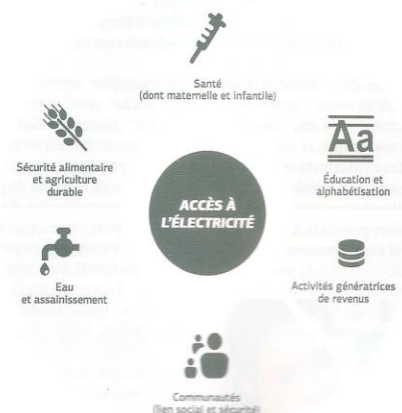 Santé
(dont maternelle et infantile)
Sécurité alimentaire
et agriculture
durable
Aa
Éducation et
alphabétisation
ACCÈS À
L'ÉLECTRICITÉ
Eau
et assainissement
Activités génératrices
de revenus
Communautés
(lien social et sécurité)